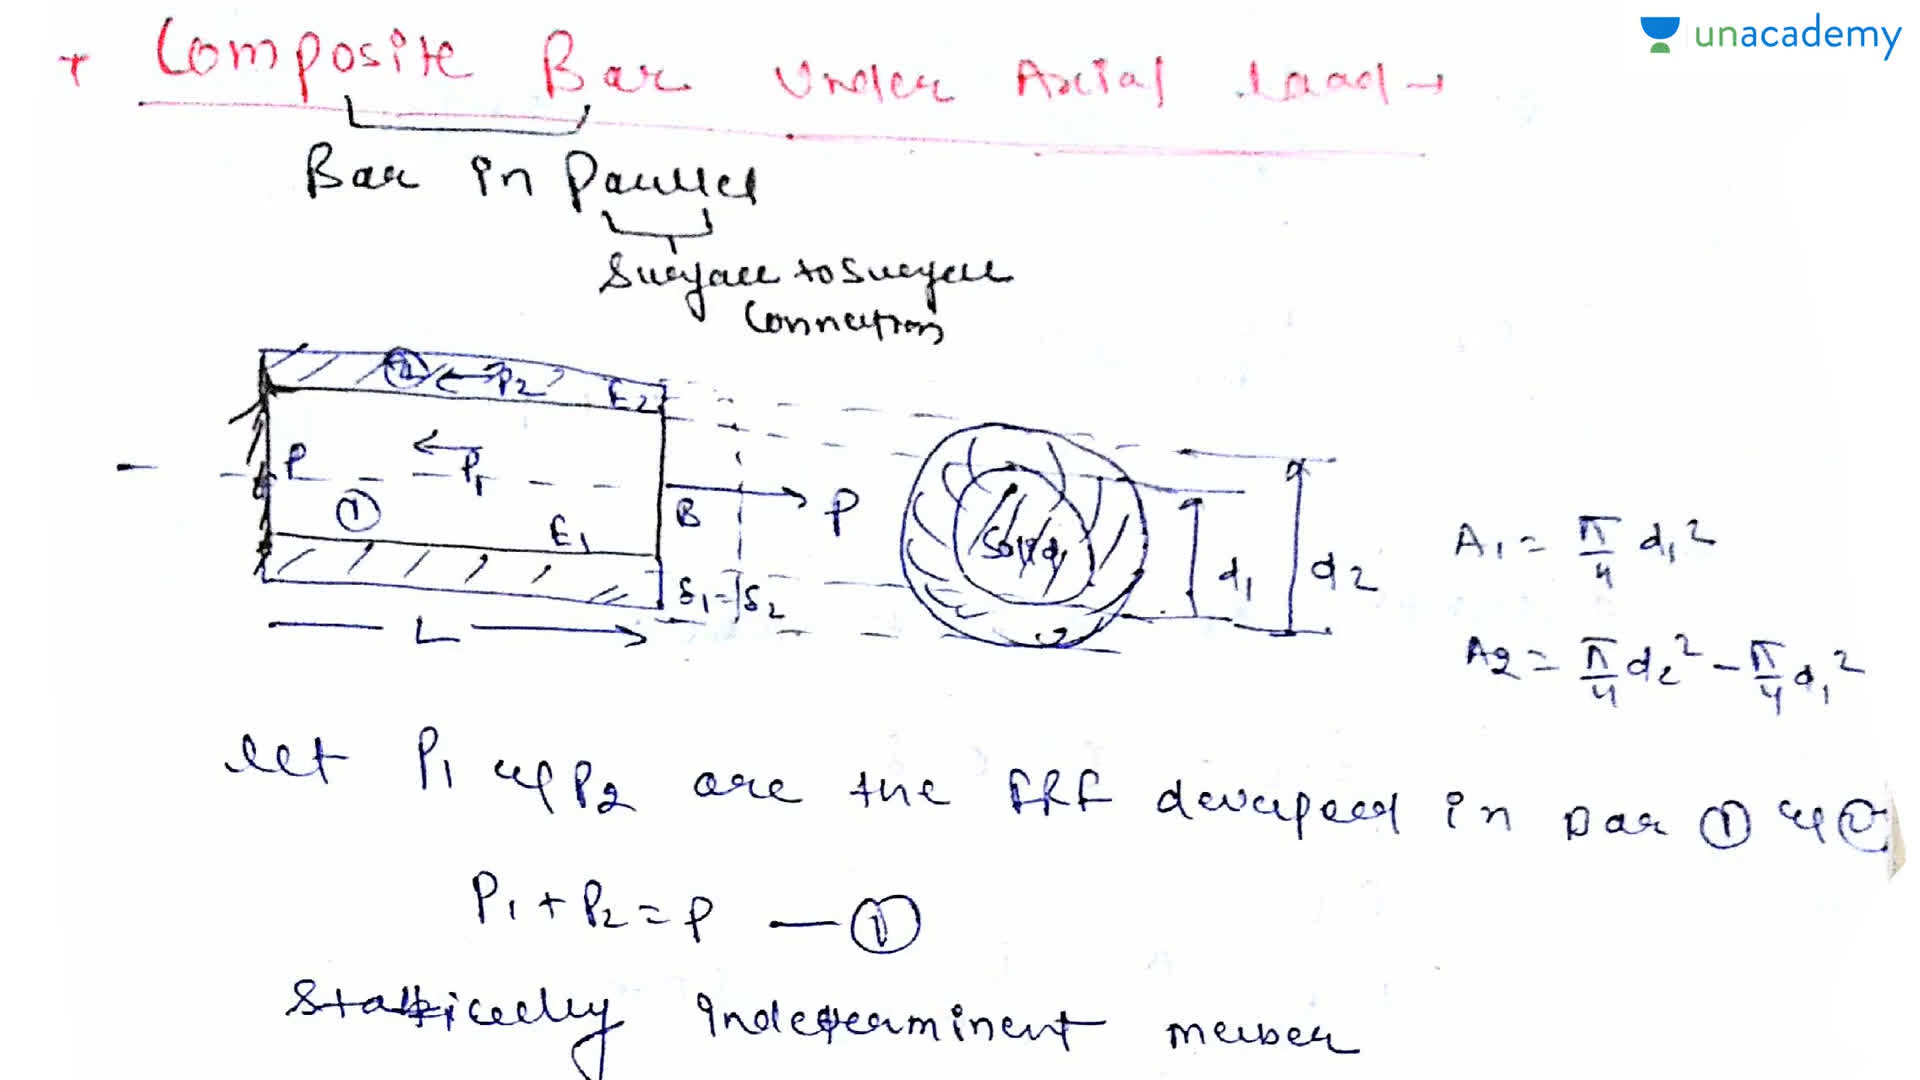 unacademy
Composite Bar Under Axial Load →
Bar in Parallel
Surface to Surface
Connection
② ← P2 E2
P ← P1
① E1 B P
δ1 = δ2
L
Solid
d1 d2
A1 = π/4 d1²
A2 = π/4 d2² - π/4 d1²
let P1 & P2 are the developed in Bar ① & ②
P1 + P2 = P — ①
Statically Indeterminent member